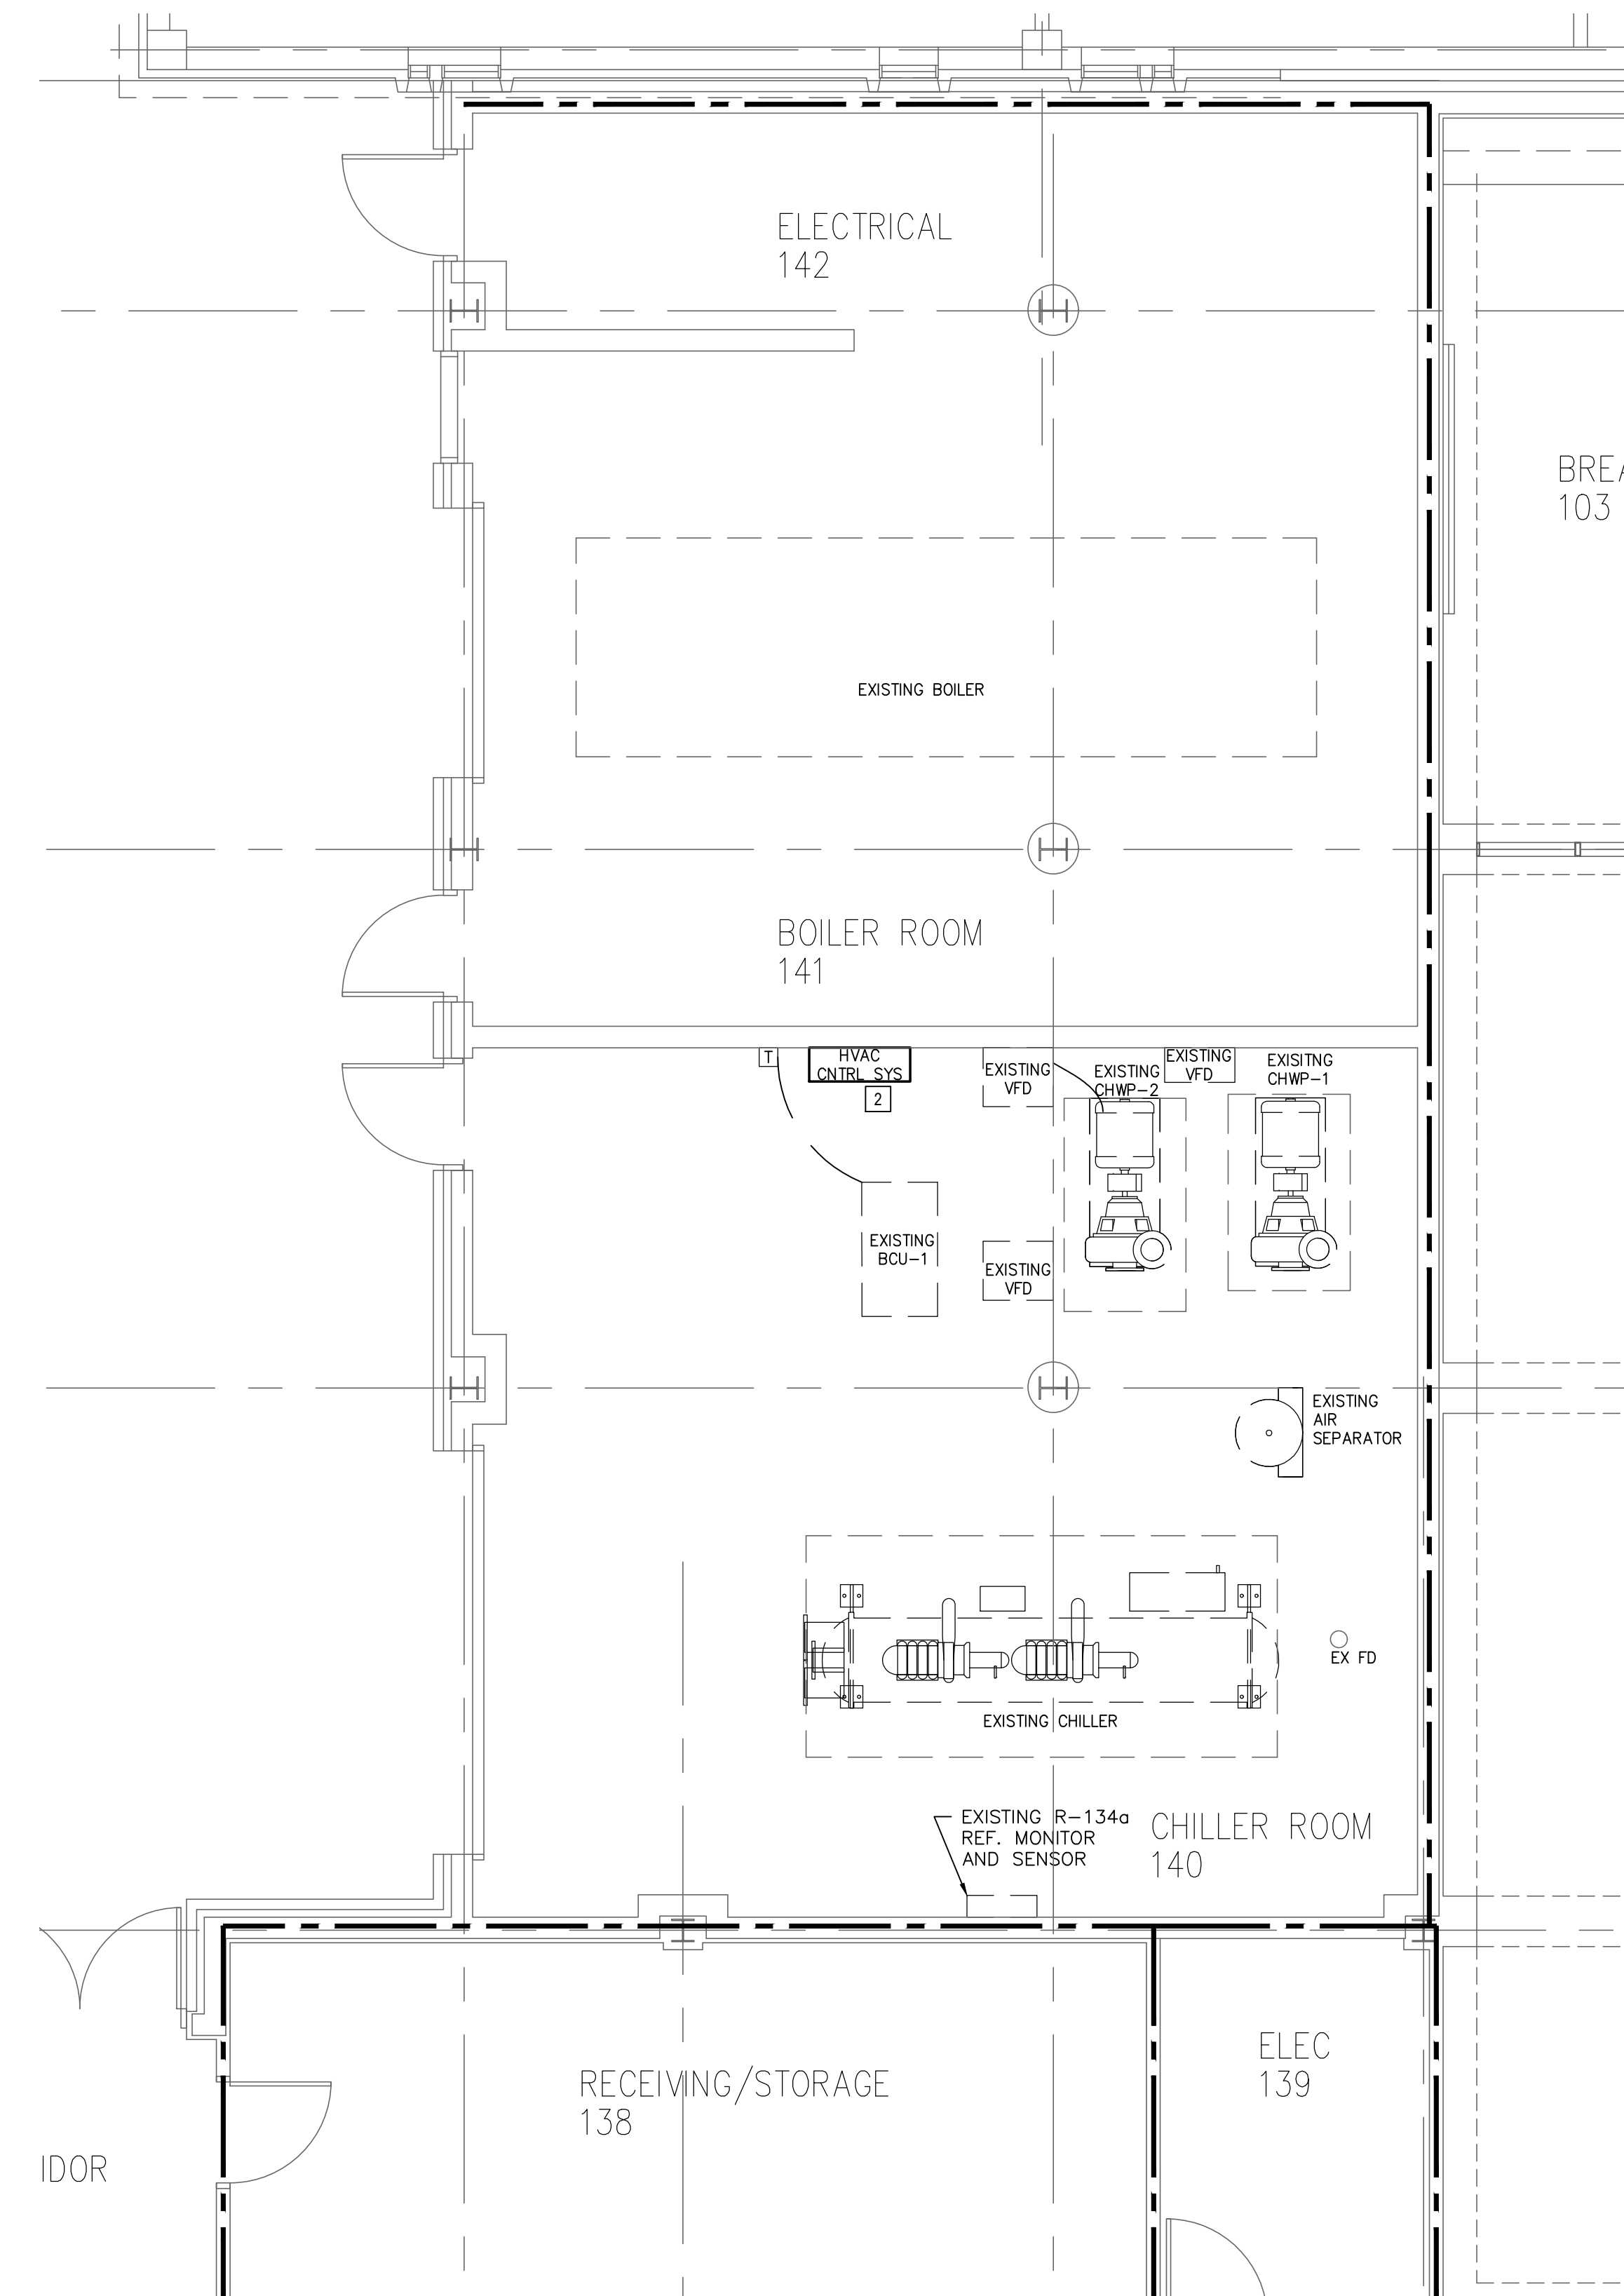 ELECTRICAL
142
BREA
103
EXISTING BOILER
BOILER ROOM
141
T
HVAC
CNTRL SYS
2
EXISTING
VFD
EXISTING
CHWP-2
EXISTING
VFD
EXISITNG
CHWP-1
EXISTING
BCU-1
EXISTING
VFD
EXISTING
AIR
SEPARATOR
EX FD
EXISTING CHILLER
EXISTING R-134a
REF. MONITOR
AND SENSOR
CHILLER ROOM
140
ELEC
139
RECEIVING/STORAGE
138
IDOR